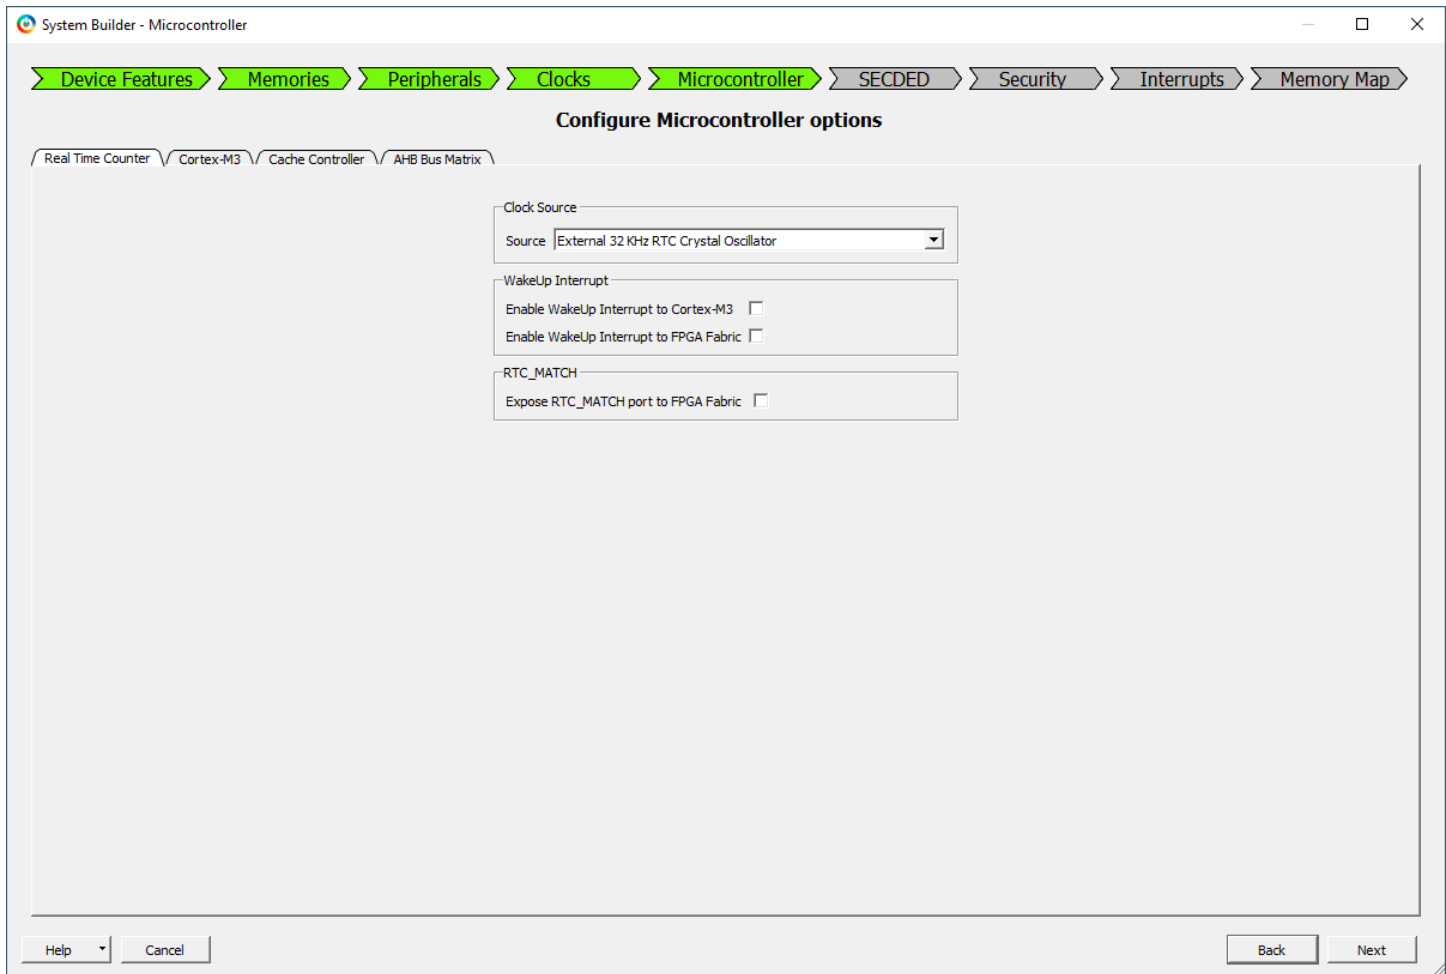 System Builder - Microcontroller
Device Features Memories Peripherals Clocks Microcontroller SECDED Security Interrupts Memory Map
Configure Microcontroller options
Real Time Counter Cortex-M3 Cache Controller AHB Bus Matrix
Clock Source
Source External 32 KHz RTC Crystal Oscillator
WakeUp Interrupt
Enable WakeUp Interrupt to Cortex-M3
Enable WakeUp Interrupt to FPGA Fabric
RTC_MATCH
Expose RTC_MATCH port to FPGA Fabric
Help Cancel Back Next